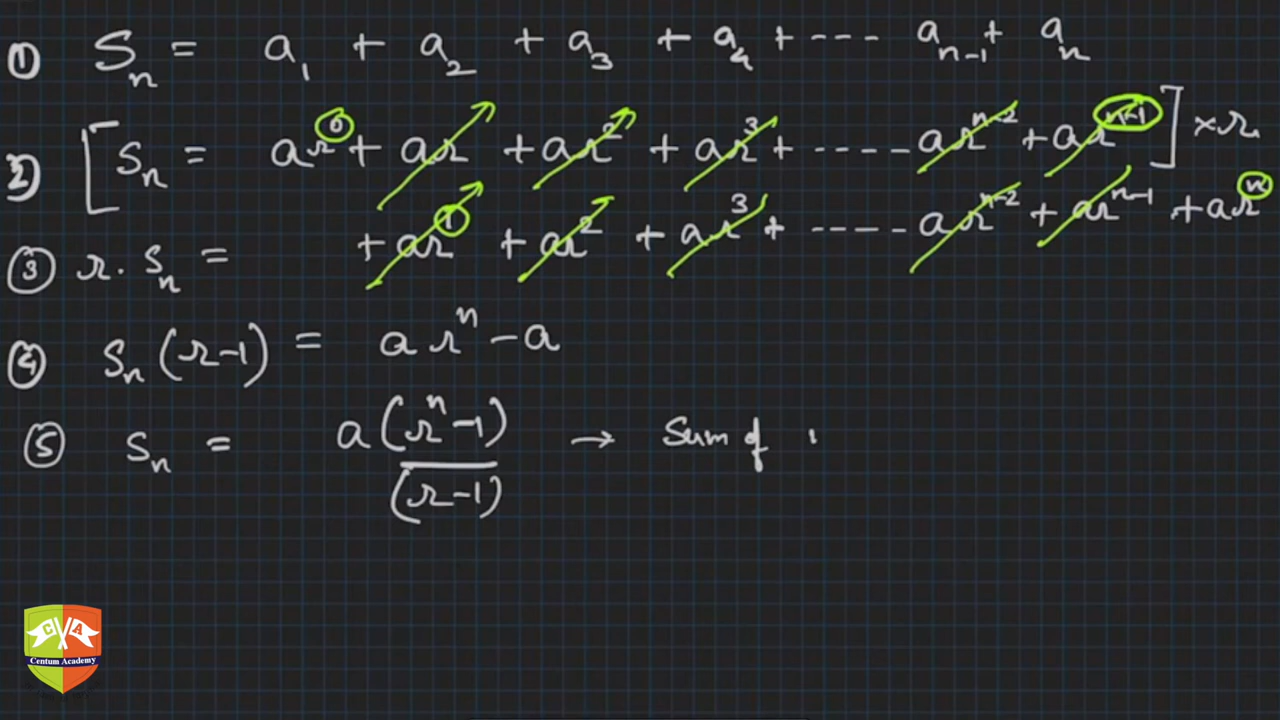 ① Sₙ = a₁ + a₂ + a₃ + a₄ + ---- aₙ₋₁ + aₙ
② [ Sₙ = ar⁰ + ar + ar² + ar³ + ---- arⁿ⁻² + arⁿ⁻¹ ] × r
③ r . Sₙ = + ar¹ + ar² + ar³ + ---- arⁿ⁻² + arⁿ⁻¹ + arⁿ
④ Sₙ (r-1) = a rⁿ - a
⑤ Sₙ = a(rⁿ-1) / (r-1) → Sum of
C A
Centum Academy